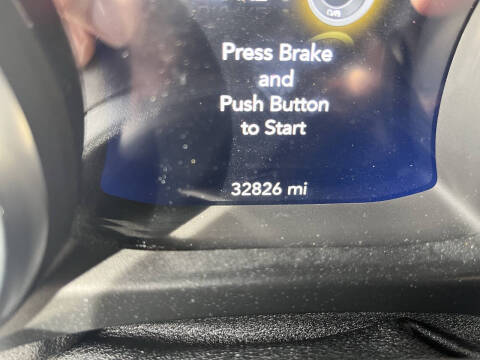 Press Brake
and
Push Button
to Start
32826 mi